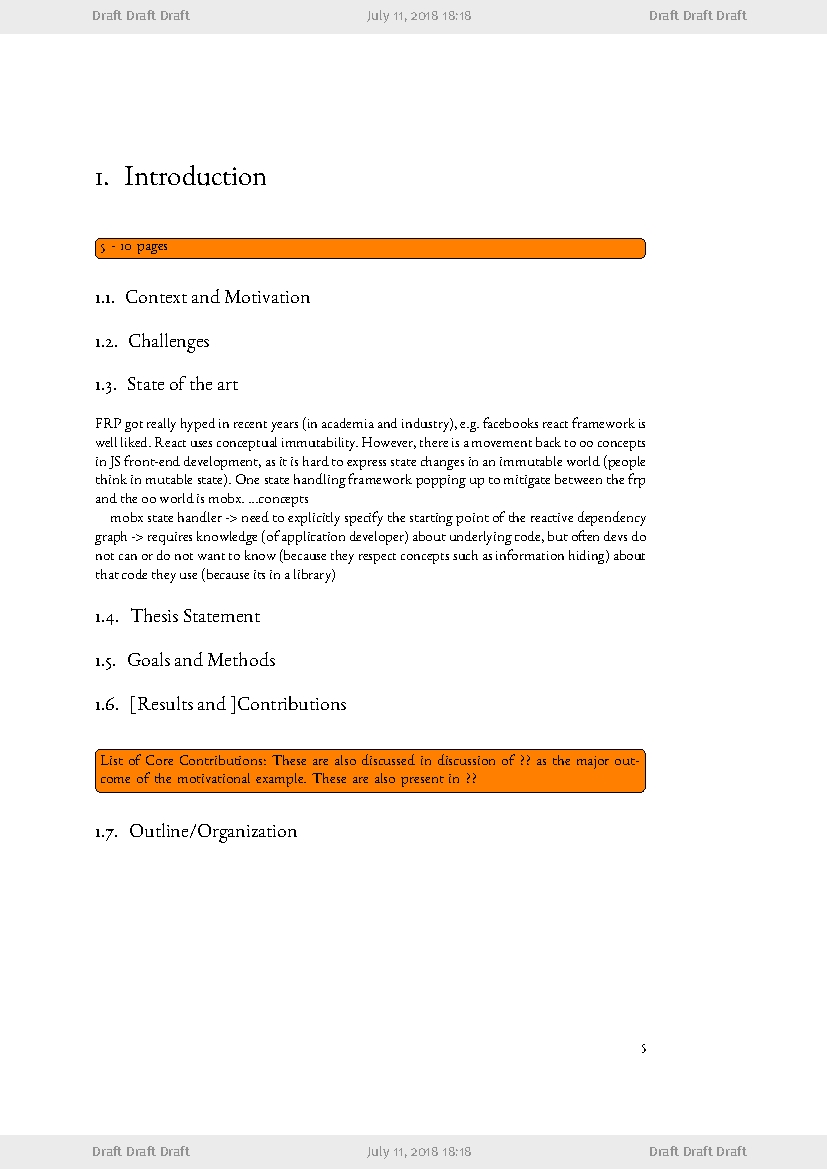 Draft Draft Draft July 11, 2018 18:18 Draft Draft Draft
1. Introduction
5 - 10 pages
1.1. Context and Motivation
1.2. Challenges
1.3. State of the art
FRP got really hyped in recent years (in academia and industry), e.g. facebooks react framework is
well liked. React uses conceptual immutability. However, there is a movement back to oo concepts
in JS front-end development, as it is hard to express state changes in an immutable world (people
think in mutable state). One state handling framework popping up to mitigate between the frp
and the oo world is mobx. ...concepts
mobx state handler -> need to explicitly specify the starting point of the reactive dependency
graph -> requires knowledge (of application developer) about underlying code, but often devs do
not can or do not want to know (because they respect concepts such as information hiding) about
that code they use (because its in a library)
1.4. Thesis Statement
1.5. Goals and Methods
1.6. [Results and ]Contributions
List of Core Contributions: These are also discussed in discussion of ?? as the major out-
come of the motivational example. These are also present in ??
1.7. Outline/Organization
5
Draft Draft Draft July 11, 2018 18:18 Draft Draft Draft